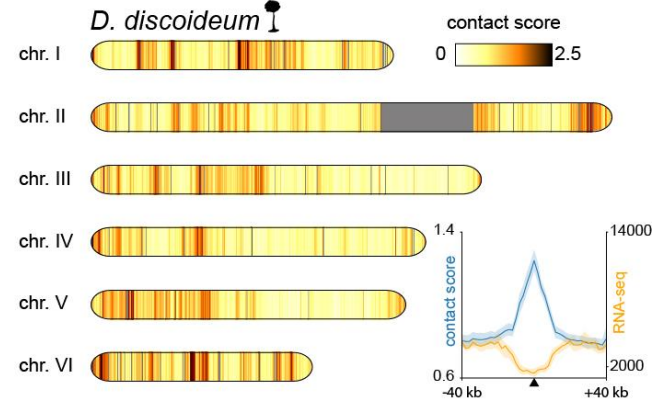 D. discoideum
contact score
0 2.5
chr. I
chr. II
chr. III
chr. IV
chr. V
chr. VI
1.4 14000
contact score RNA-seq
0.6 2000
-40 kb +40 kb